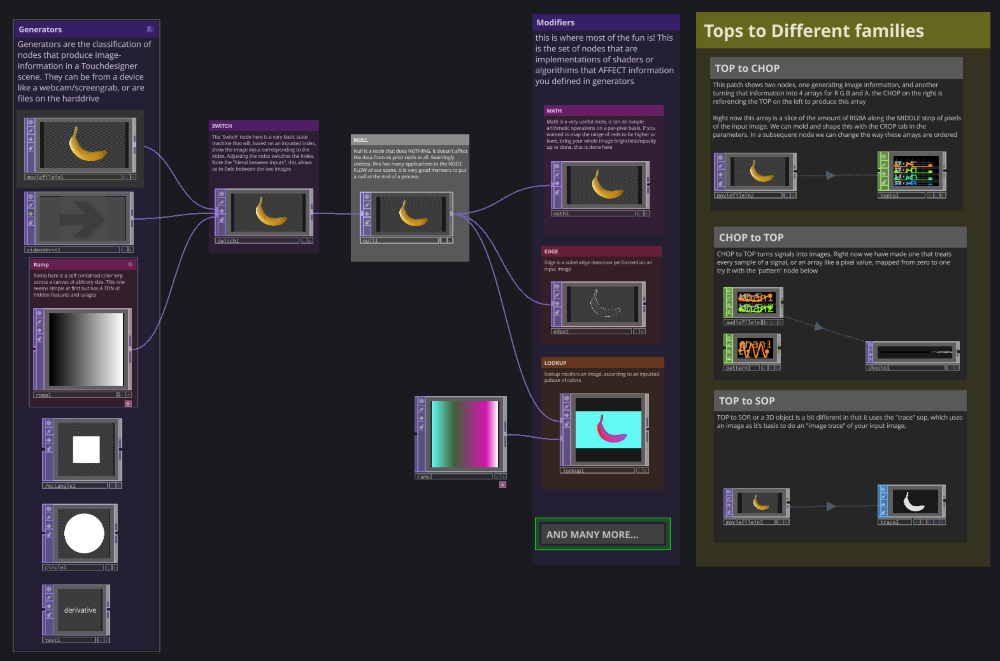 Generators
Generators are the classification of
nodes that produce image-
information in a Touchdesigner
scene. They can be from a device
like a webcam/screengrab, or are
files on the harddrive
moviefilein1
videodevin1
Ramp
Ramp here is a self contained color lerp
across a canvas of abitrary size. This one
seems simple at first but has A TON of
hidden features and usages
ramp1
rectangle1
circle1
derivative
text1
SWITCH
The 'Switch' node here is a very basic state
machine that will, based on an inputted index,
show the image input corresponding to the
index. Adjusting the index switches the index.
Note the "blend between inputs", this allows
us to fade between the two images
switch1
NULL
Null is a node that does NOTHING, it doesn't affect
the data from its prior node at all. Seemingly
useless, this has many applications to the NODE
FLOW of our scene. It is very good manners to put
a null at the end of a process
null1
ramp2
Modifiers
this is where most of the fun is! This
is the set of nodes that are
implementations of shaders or
algorithims that AFFECT information
you defined in generators
MATH
Math is a very useful node, it can do simple
arithmetic operations on a per-pixel basis. If you
wanted to map the range of reds to be higher or
lower, bring your whole image brightness/opacity
up or down, this is done here
math1
EDGE
Edge is a sobel edge detection performed on an
input image
edge1
LOOKUP
lookup recolors an image, according to an inputted
palette of colors
lookup1
AND MANY MORE...
Tops to Different families
TOP to CHOP
This patch shows two nodes, one generating Image Information, and another
turning that Information into 4 arrays for R G B and A. the CHOP on the right is
referencing the TOP on the left to produce this array
Right now this array is a slice of the amount of RGBA along the MIDDLE STRIP of pixels
of the input image. We can mold and shape this with the CROP tab in the
parameters. In a subsequent node we can change the way these arrays are ordered
moviefilein2
topto1
CHOP to TOP
CHOP to TOP turns signals into images. Right now we have made one that treats
every sample of a signal, or an array like a pixel value, mapped from zero to one
try it with the 'pattern' node below
audiofilein1
pattern1
chopto1
TOP to SOP
TOP to SOP, or a 3D object is a bit different in that it uses the "trace" sop, which uses
an image as it's basis to do an "image trace" of your input image,
moviefilein3
trace1